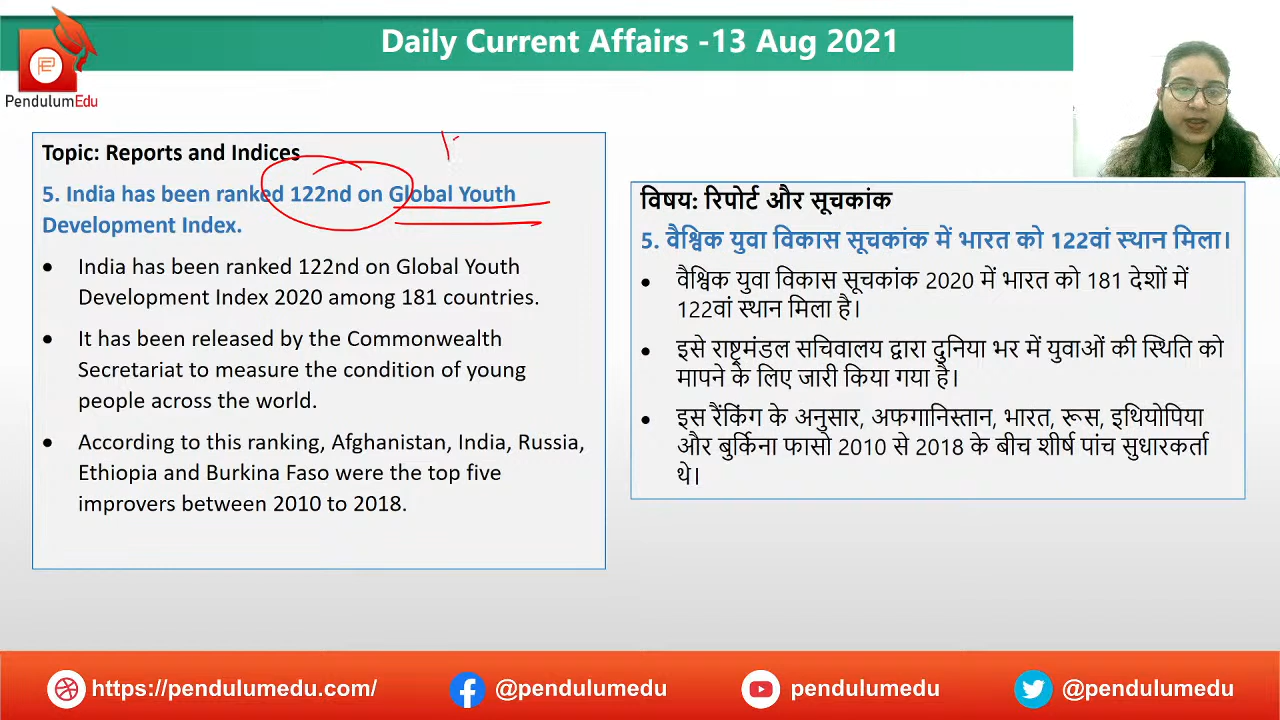 Daily Current Affairs -13 Aug 2021
PendulumEdu
Topic: Reports and Indices
5. India has been ranked 122nd on Global Youth
Development Index.
• India has been ranked 122nd on Global Youth
Development Index 2020 among 181 countries.
• It has been released by the Commonwealth
Secretariat to measure the condition of young
people across the world.
• According to this ranking, Afghanistan, India, Russia,
Ethiopia and Burkina Faso were the top five
improvers between 2010 to 2018.
विषय: रिपोर्ट और सूचकांक
5. वैश्विक युवा विकास सूचकांक में भारत को 122वां स्थान मिला।
• वैश्विक युवा विकास सूचकांक 2020 में भारत को 181 देशों में
122वां स्थान मिला है।
• इसे राष्ट्रमंडल सचिवालय द्वारा दुनिया भर में युवाओं की स्थिति को
मापने के लिए जारी किया गया है।
• इस रैंकिंग के अनुसार, अफगानिस्तान, भारत, रूस, इथियोपिया
और बुर्किना फासो 2010 से 2018 के बीच शीर्ष पांच सुधारकर्ता
थे।
https://pendulumedu.com/
@pendulumedu
pendulumedu
@pendulumedu